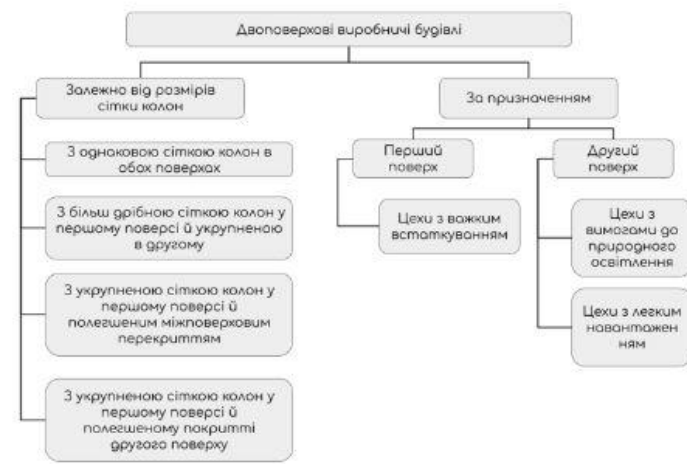 Двоповерхові виробничі будівлі
Залежно від розмірів
сітки колон
З однаковою сіткою колон в
обох поверхах
З більш дрібною сіткою колон у
першому поверсі й укрупненою
в другому
З укрупненою сіткою колон у
першому поверсі й
полегшеним міжповерховим
перекриттям
З укрупненою сіткою колон у
першому поверсі й
полегшеному покритті
другого поверху
За призначенням
Перший
поверх
Цехи з важким
встаткуванням
Другий
поверх
Цехи з
вимогами до
природного
освітлення
Цехи з легким
навантажен
ням